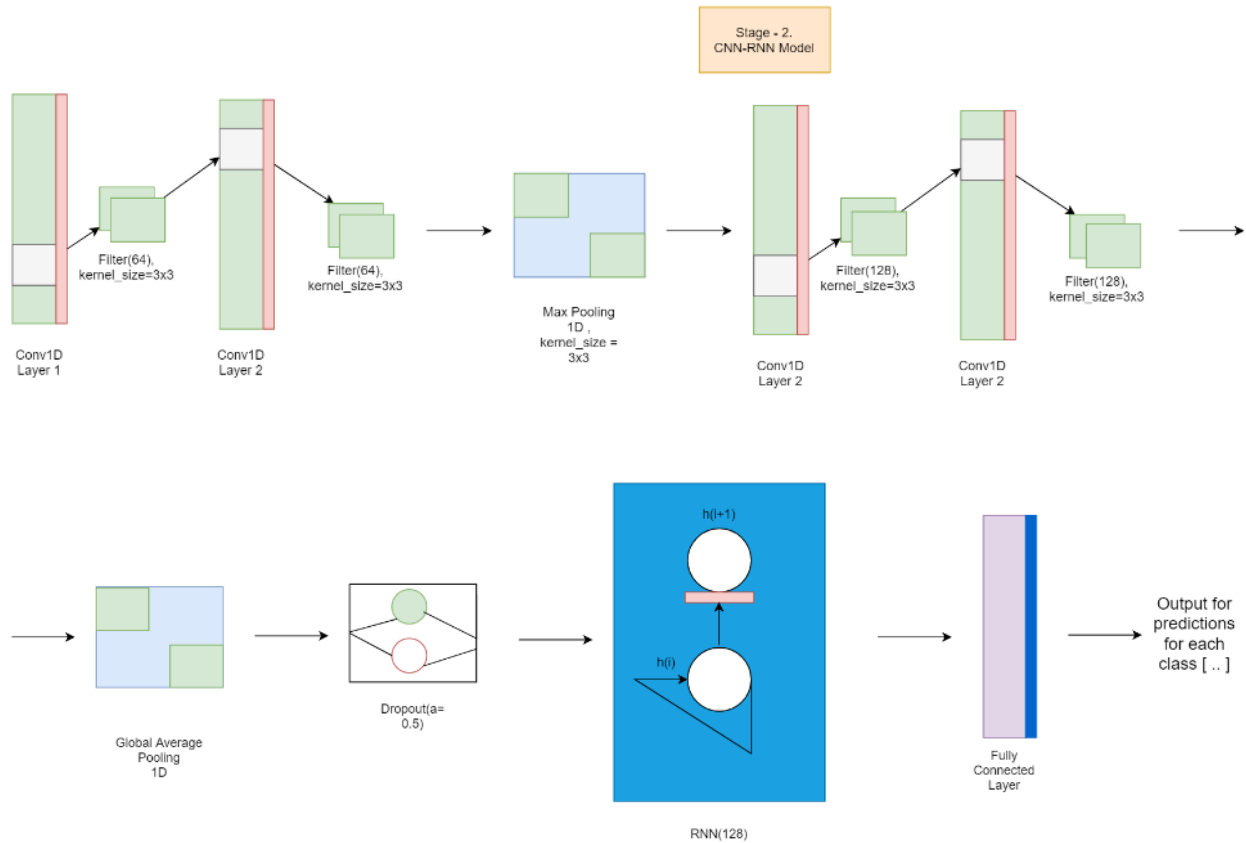 Stage - 2.
CNN-RNN Model
Filter(64),
kernel_size=3x3
Filter(64),
kernel_size=3x3
Filter(128),
kernel_size=3x3
Filter(128),
kernel_size=3x3
Conv1D
Layer 1
Conv1D
Layer 2
Max Pooling
1D ,
kernel_size =
3x3
Conv1D
Layer 2
Conv1D
Layer 2
Global Average
Pooling
1D
Dropout(a=
0.5)
h(i+1)
h(i)
RNN(128)
Fully
Connected
Layer
Output for
predictions
for each
class [ .. ]